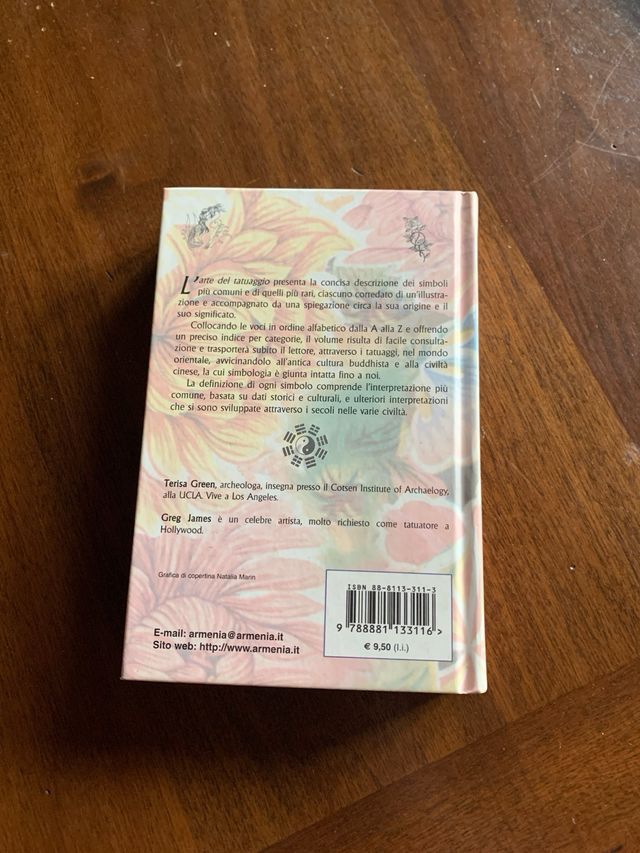 L'arte del tatuaggio presenta la concisa descrizione dei simboli
più comuni e di quelli più rari, ciascuno corredato di un'illustra-
zione e accompagnato da una spiegazione circa la sua origine e il
suo significato.
Collocando le voci in ordine alfabetico dalla A alla Z e offrendo
un preciso indice per categorie, il volume risulta di facile consulta-
zione e trasporterà subito il lettore, attraverso i tatuaggi, nel mondo
orientale, avvicinandolo all'antica cultura buddhista e alla civiltà
cinese, la cui simbologia è giunta intatta fino a noi.
La definizione di ogni simbolo comprende l'interpretazione più
comune, basata su dati storici e culturali, e ulteriori interpretazioni
che si sono sviluppate attraverso i secoli nelle varie civiltà.
Terisa Green, archeologa, insegna presso il Cotsen Institute of Archaelogy,
alla UCLA. Vive a Los Angeles.
Greg James è un celebre artista, molto richiesto come tatuatore a
Hollywood.
Grafica di copertina Natalia Marin
E-mail: armenia@armenia.it
Sito web: http://www.armenia.it
ISBN 88-8113-311-3
9 788881 133116 >
€ 9,50 (i.i.)